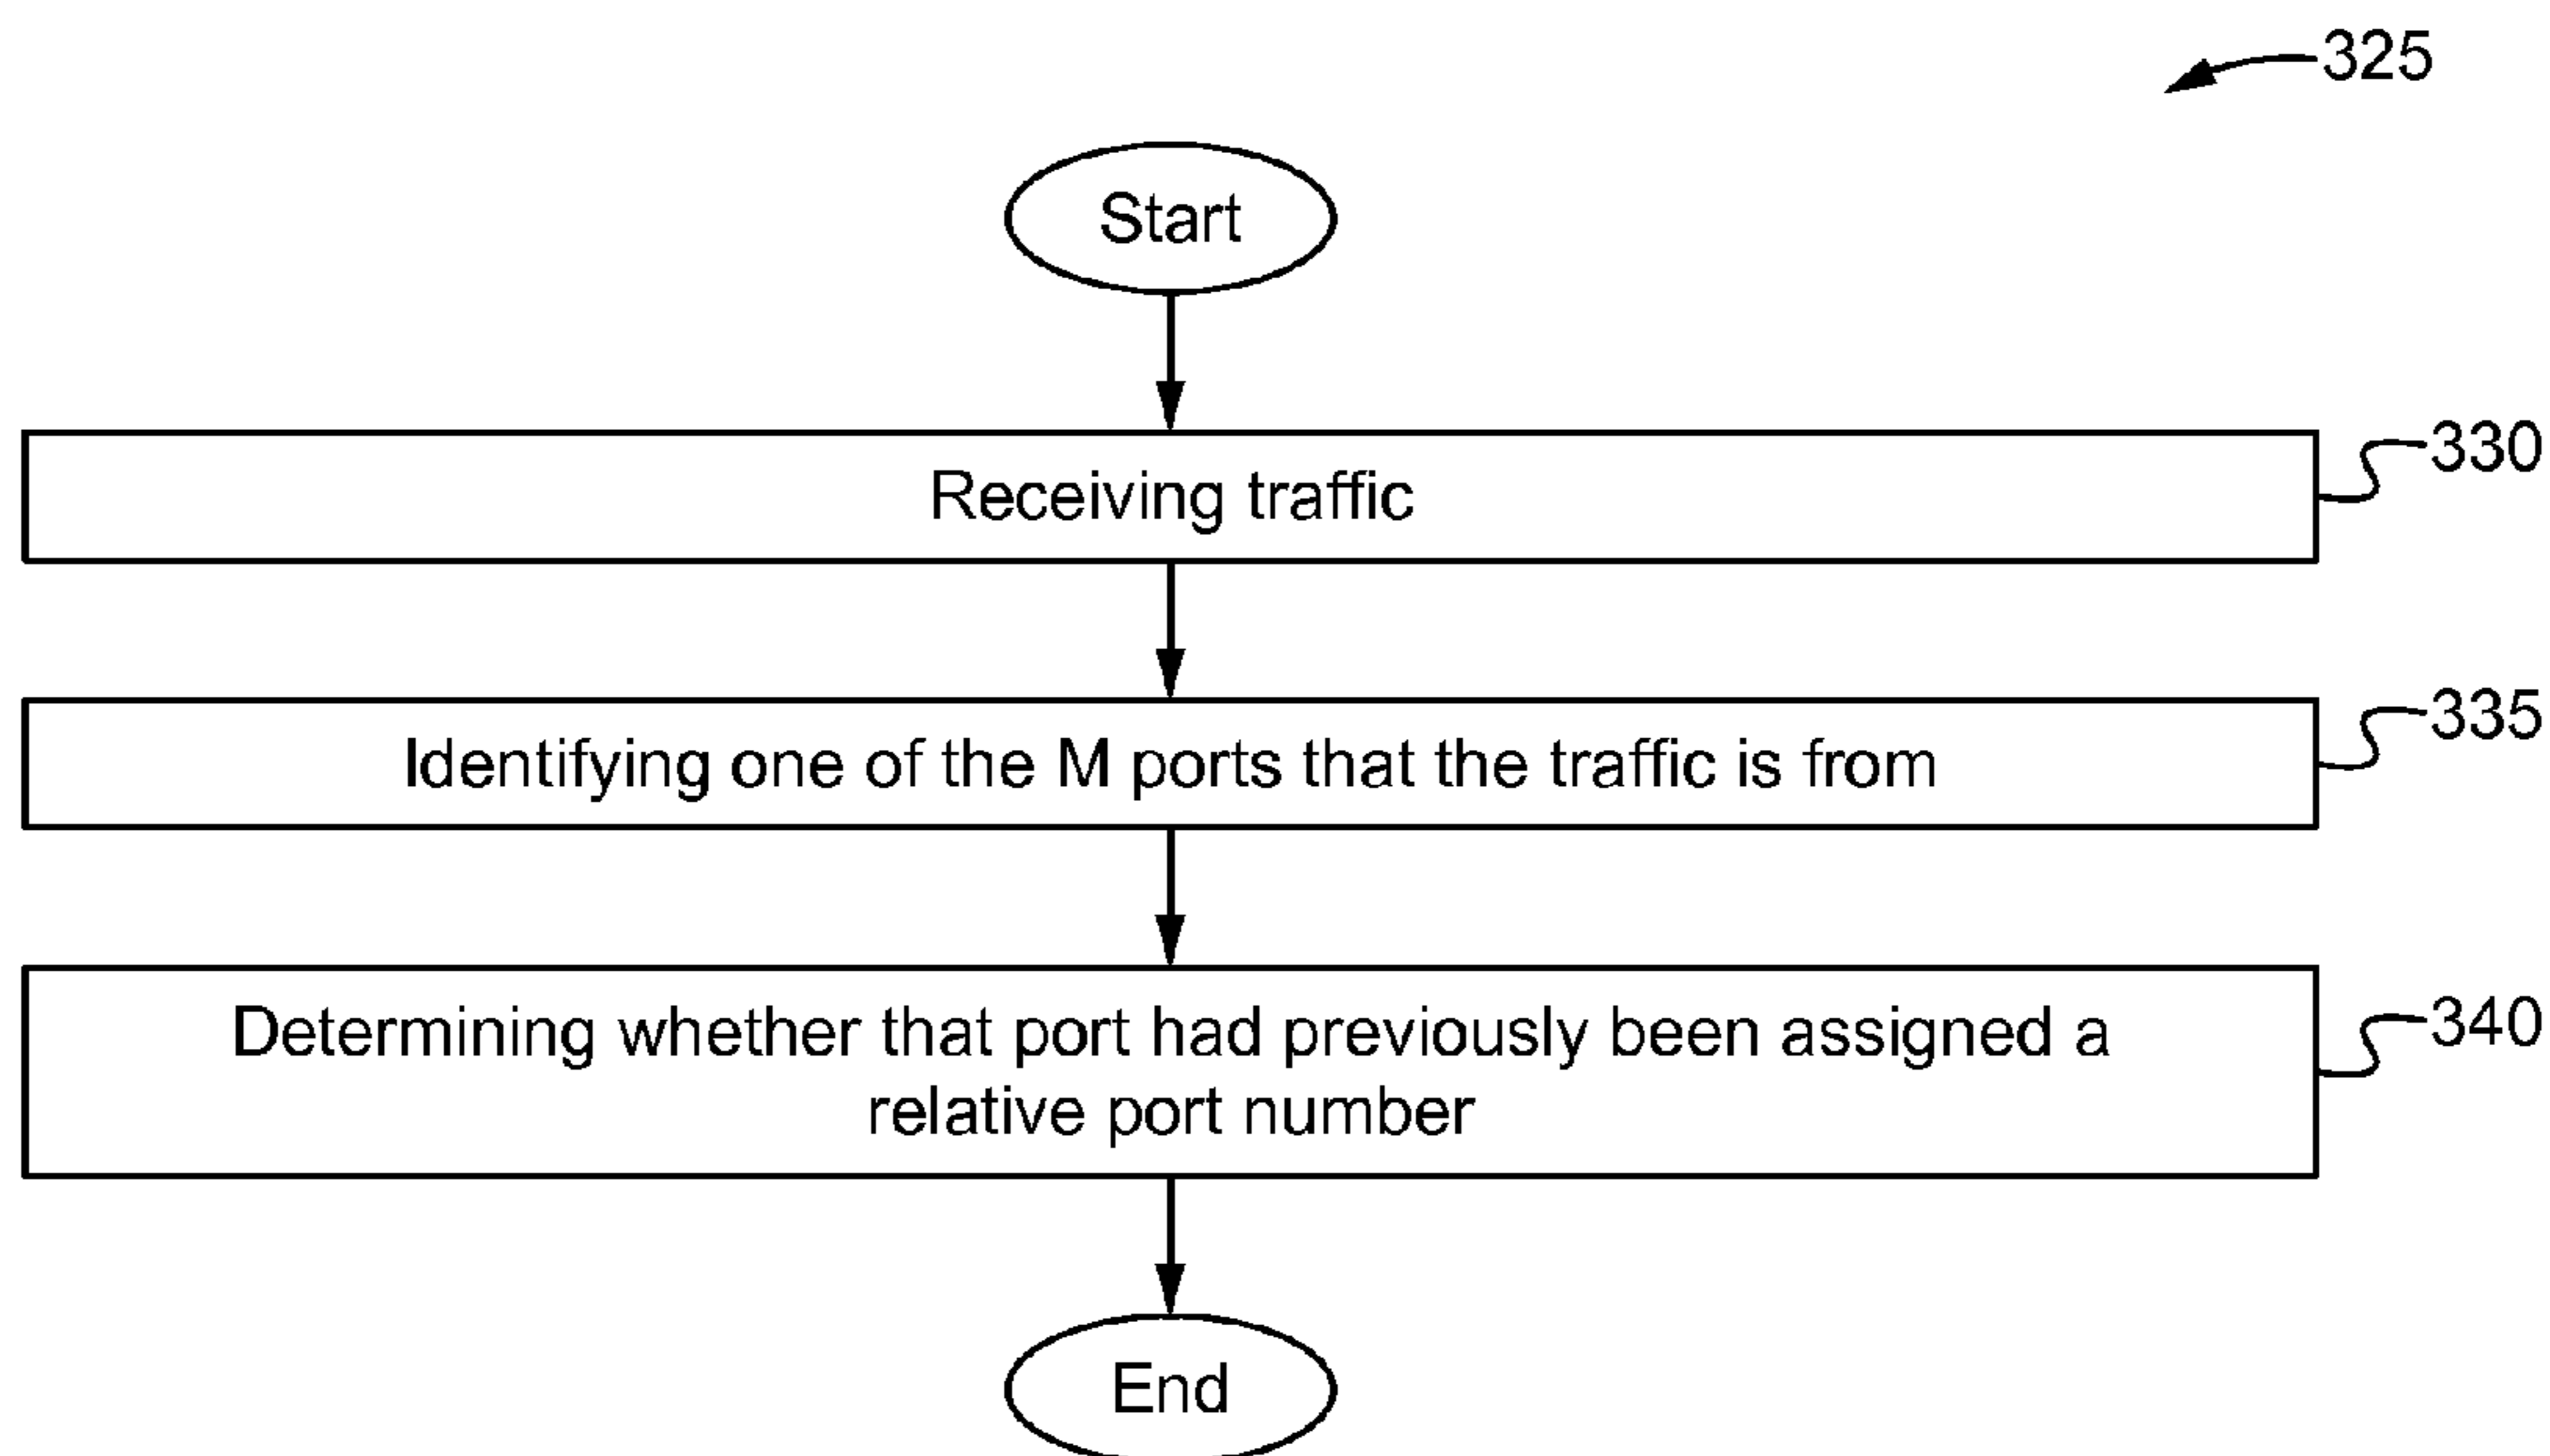 325
Start
Receiving traffic
330
Identifying one of the M ports that the traffic is from
335
Determining whether that port had previously been assigned a
relative port number
340
End